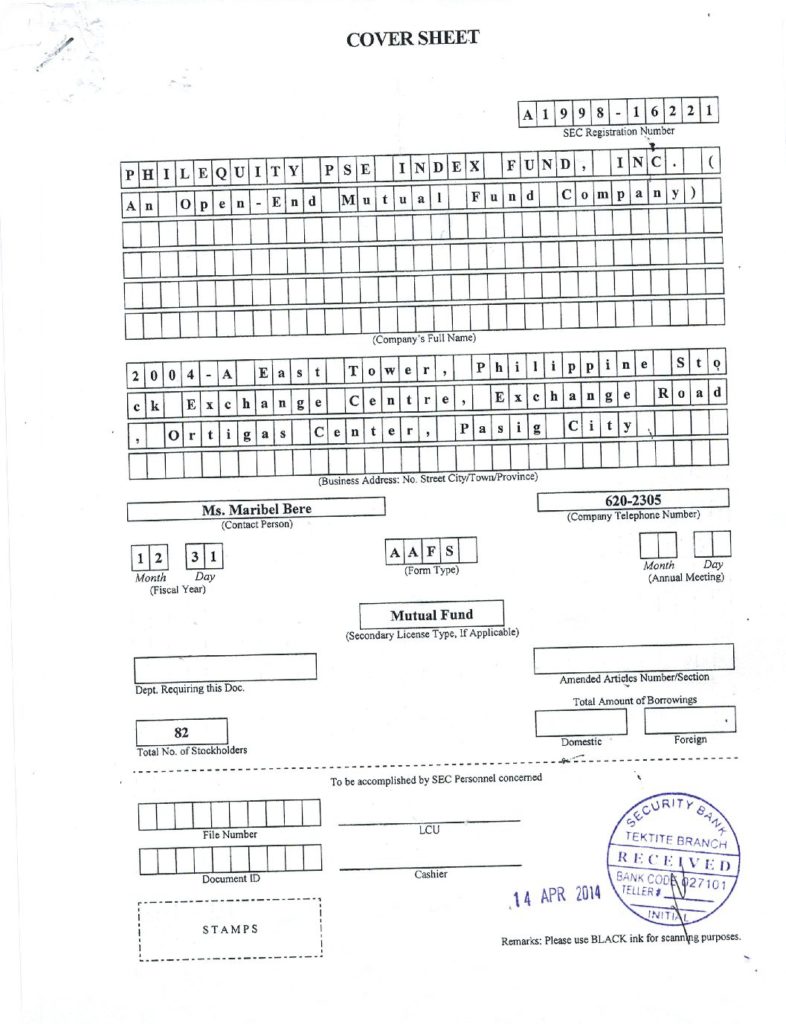 COVER SHEET
A1998-16221
SEC Registration Number
PHILEQUITY PSE INDEX FUND, INC. (
An Open-End Mutual Fund Company)
(Company's Full Name)
2004-A East Tower, Philippine Sto
ck Exchange Centre, Exchange Road
, Ortigas Center, Pasig City
(Business Address: No. Street City/Town/Province)
Ms. Maribel Bere 620-2305
(Contact Person) (Company Telephone Number)
12 31 AAFS
Month Day (Form Type) Month Day
(Fiscal Year) (Annual Meeting)
Mutual Fund
(Secondary License Type, If Applicable)
Dept. Requiring this Doc. Amended Articles Number/Section
Total Amount of Borrowings
82
Total No. of Stockholders Domestic Foreign
To be accomplished by SEC Personnel concerned
File Number LCU
Document ID Cashier
STAMPS
14 APR 2014
SECURITY BANK
TEKTITE BRANCH
RECEIVED
BANK CODE 027101
TELLER#
INITIAL
Remarks: Please use BLACK ink for scanning purposes.